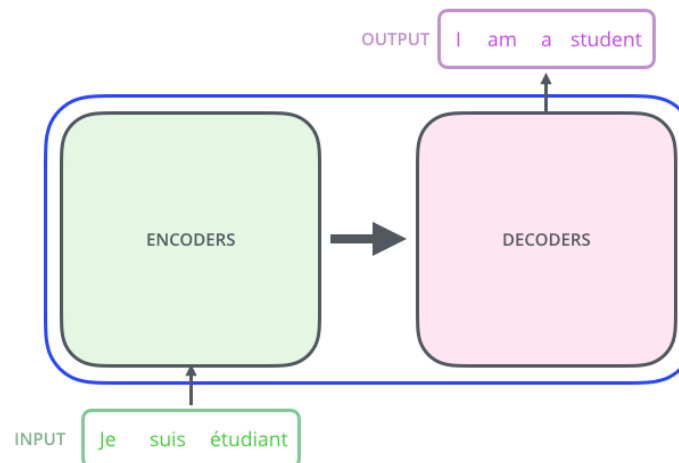 OUTPUT I am a student
ENCODERS DECODERS
INPUT Je suis étudiant